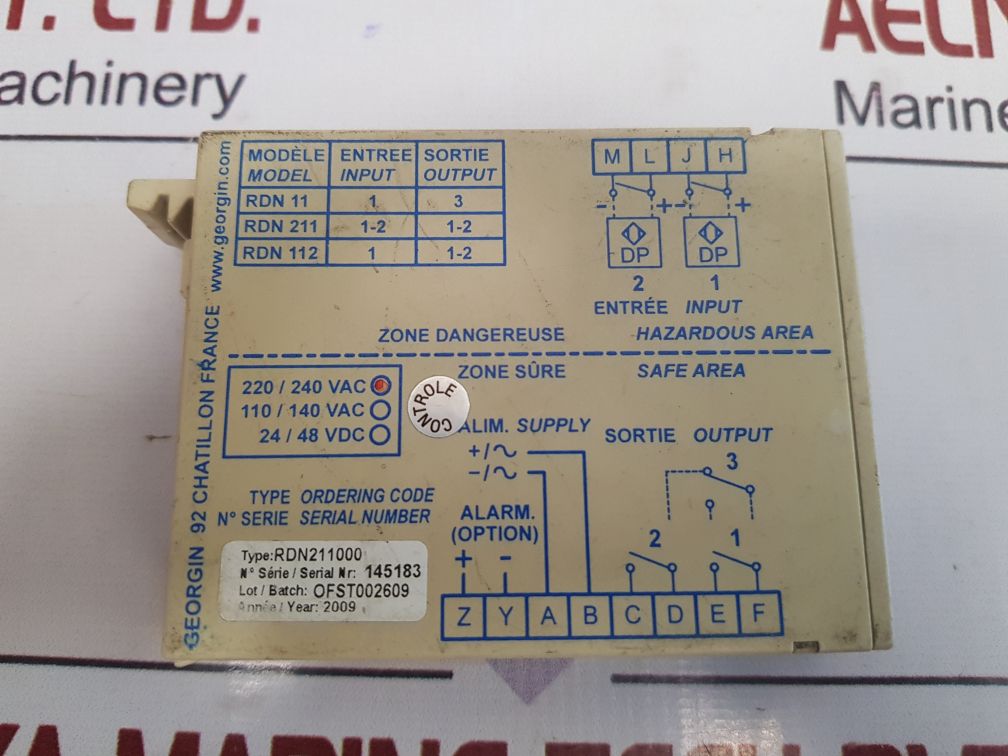 T. LTD.
achinery
Marine
www.georgin.com
GEORGIN 92 CHATILLON FRANCE
MODÈLE ENTREE SORTIE
MODEL INPUT OUTPUT
RDN 11 1 3
RDN 211 1-2 1-2
RDN 112 1 1-2
M L J H
- + - +
DP DP
2 1
ENTRÉE INPUT
ZONE DANGEREUSE HAZARDOUS AREA
ZONE SÛRE SAFE AREA
220 / 240 VAC
110 / 140 VAC
24 / 48 VDC
CONTROLE
ALIM. SUPPLY
+/~
-/~
SORTIE OUTPUT
3
TYPE ORDERING CODE
N° SERIE SERIAL NUMBER
ALARM.
(OPTION)
+ -
2 1
Type:RDN211000
N° Série / Serial Nr: 145183
Lot / Batch: OFST002609
Année / Year: 2009
Z Y A B C D E F